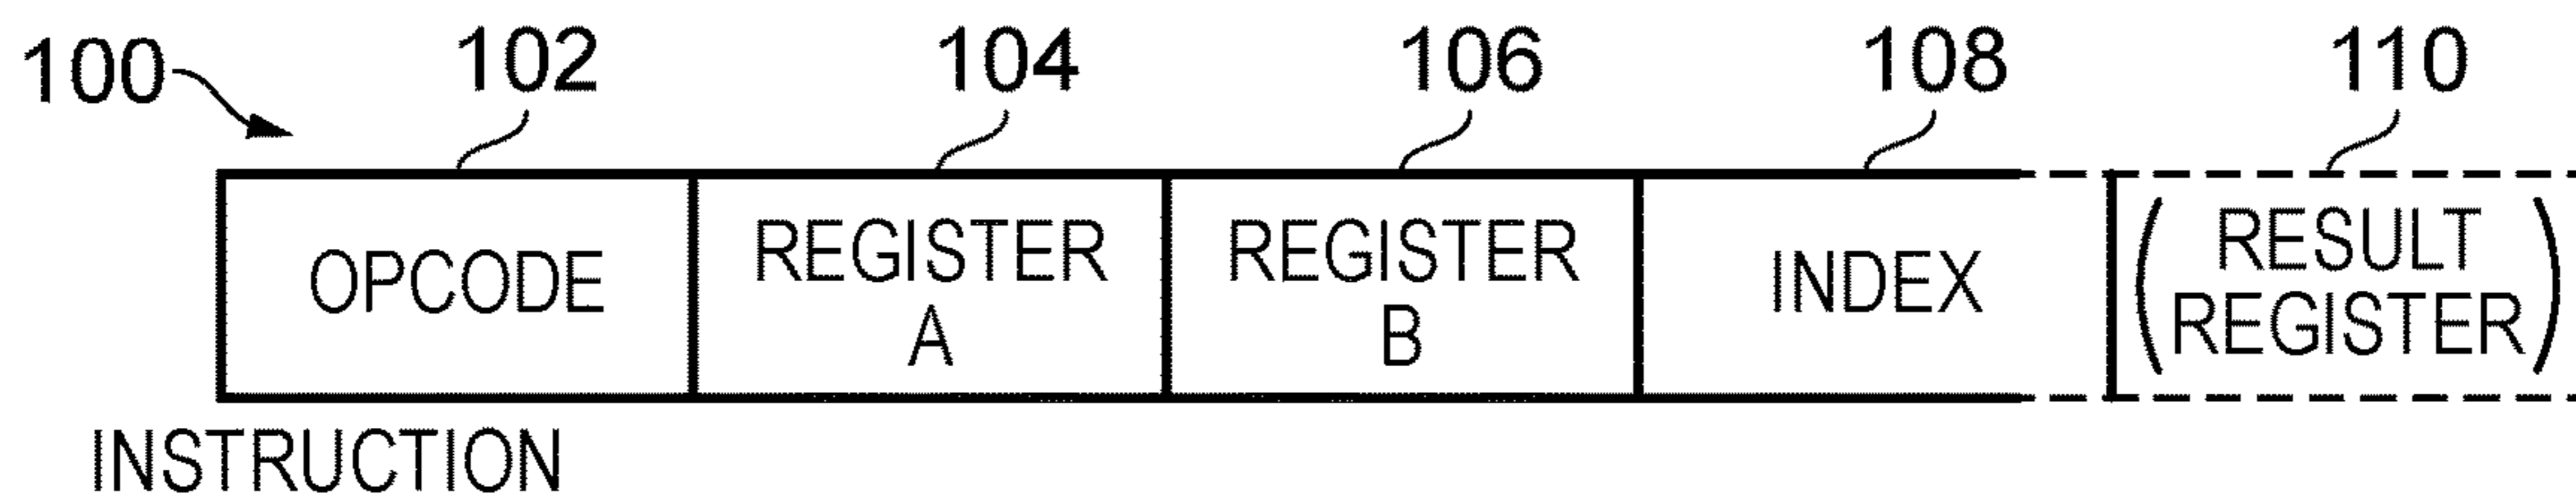 100 102 104 106 108 110
OPCODE
REGISTER
A
REGISTER
B
INDEX
(RESULT
REGISTER)
INSTRUCTION